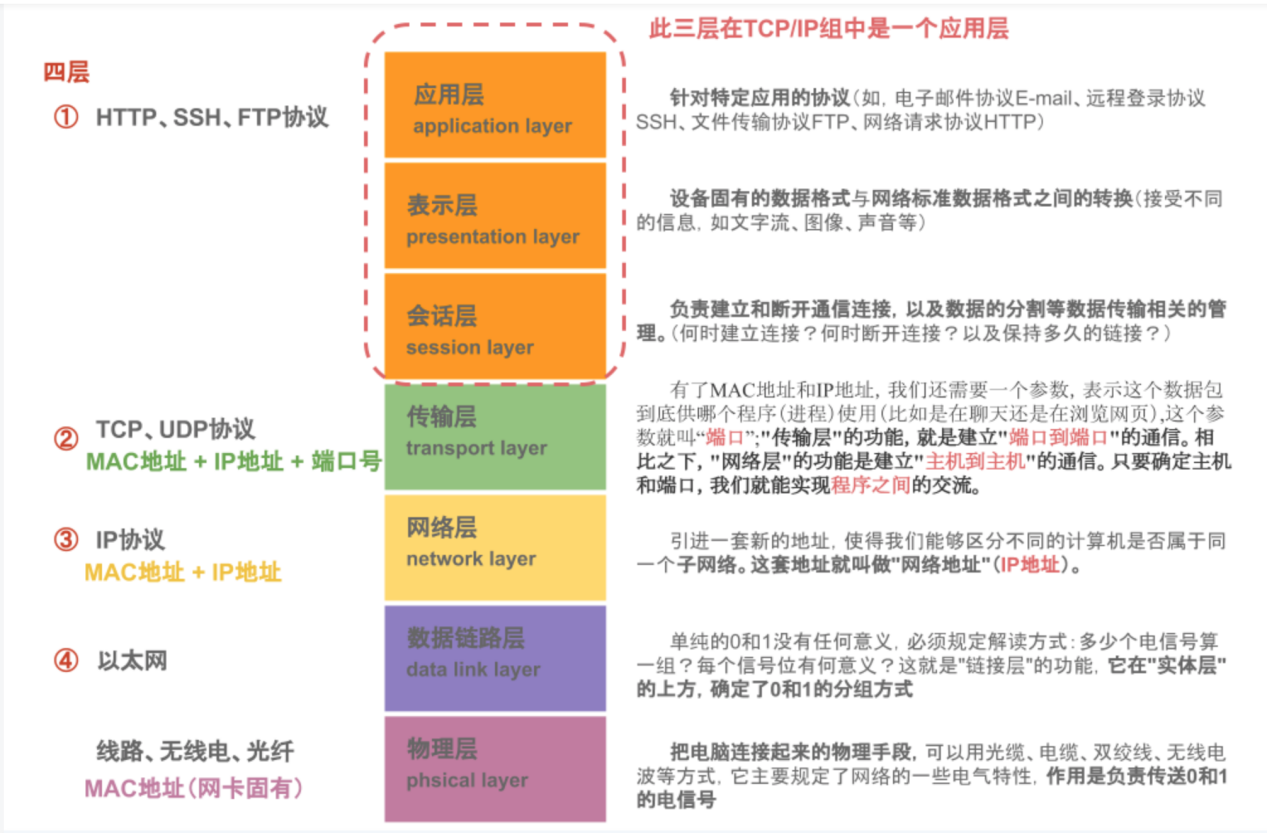 此三层在TCP/IP组中是一个应用层
四层
① HTTP、SSH、FTP协议
应用层
application layer
针对特定应用的协议（如, 电子邮件协议E-mail、远程登录协议
SSH、文件传输协议FTP、网络请求协议HTTP）
表示层
presentation layer
设备固有的数据格式与网络标准数据格式之间的转换（接受不同
的信息, 如文字流、图像、声音等）
会话层
session layer
负责建立和断开通信连接, 以及数据的分割等数据传输相关的管
理。（何时建立连接？何时断开连接？以及保持多久的链接？）
② TCP、UDP协议
MAC地址 + IP地址 + 端口号
传输层
transport layer
有了MAC地址和IP地址, 我们还需要一个参数, 表示这个数据包
到底供哪个程序（进程）使用（比如是在聊天还是在浏览网页）,这个参
数就叫“端口”;"传输层"的功能, 就是建立"端口到端口"的通信。相
比之下, "网络层"的功能是建立"主机到主机"的通信。只要确定主机
和端口, 我们就能实现程序之间的交流。
③ IP协议
MAC地址 + IP地址
网络层
network layer
引进一套新的地址, 使得我们能够区分不同的计算机是否属于同
一个子网络。这套地址就叫做"网络地址"（IP地址）。
④ 以太网
数据链路层
data link layer
单纯的0和1没有任何意义, 必须规定解读方式：多少个电信号算
一组？每个信号位有何意义？这就是"链接层"的功能, 它在"实体层"
的上方, 确定了0和1的分组方式
线路、无线电、光纤
MAC地址（网卡固有）
物理层
phsical layer
把电脑连接起来的物理手段, 可以用光缆、电缆、双绞线、无线电
波等方式, 它主要规定了网络的一些电气特性, 作用是负责传送0和1
的电信号